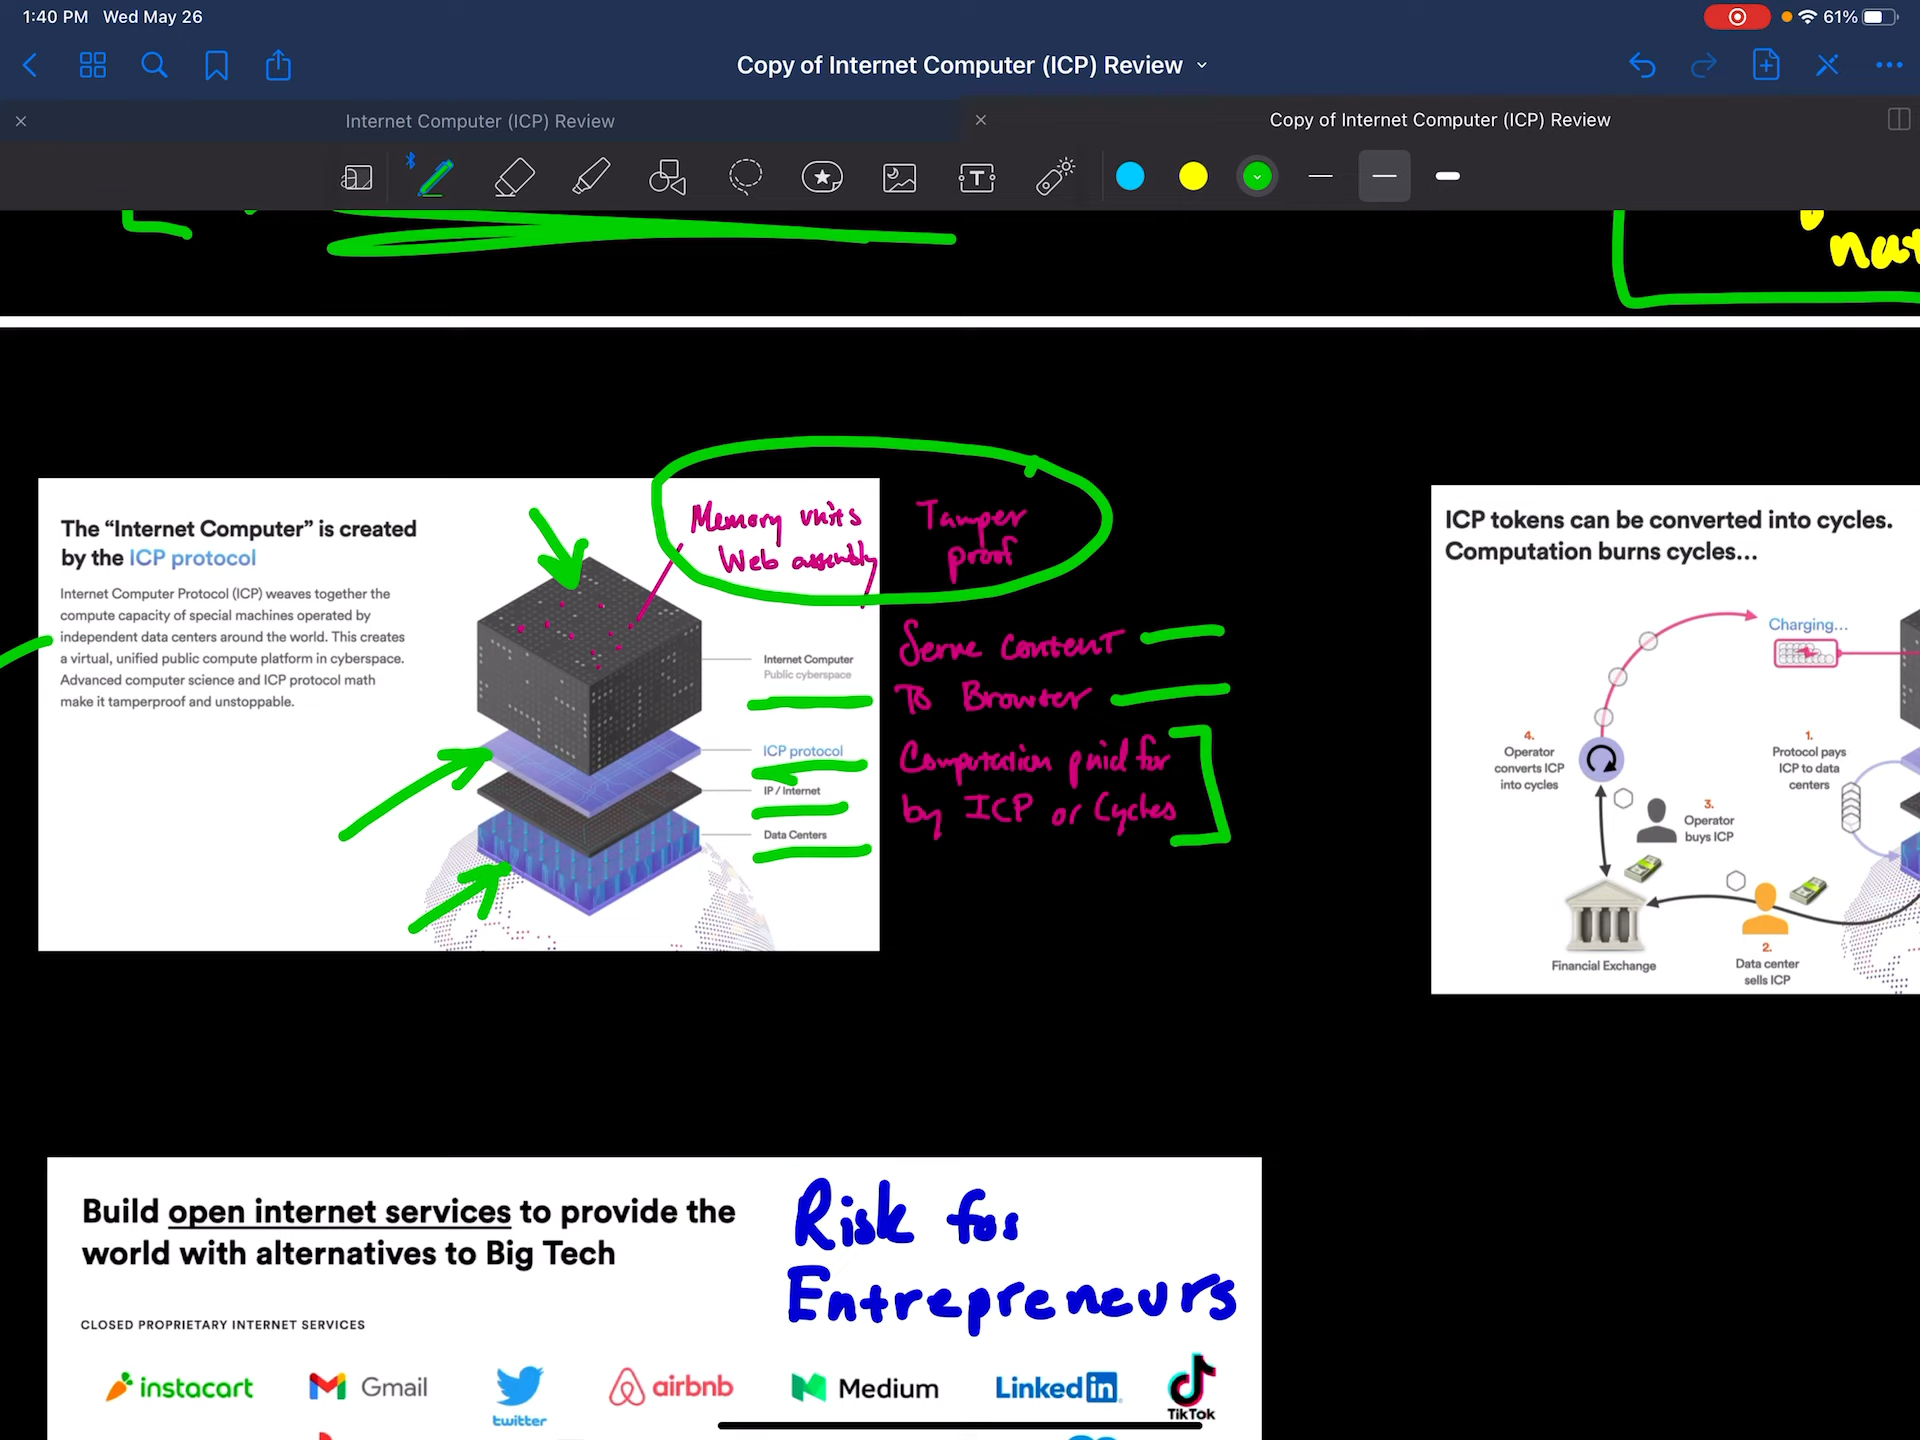 1:40 PM Wed May 26
61%
Copy of Internet Computer (ICP) Review
Internet Computer (ICP) Review
Copy of Internet Computer (ICP) Review
The “Internet Computer” is created
by the ICP protocol
Internet Computer Protocol (ICP) weaves together the
compute capacity of special machines operated by
independent data centers around the world. This creates
a virtual, unified public compute platform in cyberspace.
Advanced computer science and ICP protocol math
make it tamperproof and unstoppable.
Memory units
Web assembly
Tamper
proof
Internet Computer
Public cyberspace
ICP protocol
IP / Internet
Data Centers
Serve Content
To Browser
Computation paid for
by ICP or Cycles
ICP tokens can be converted into cycles.
Computation burns cycles...
Charging...
4.
Operator
converts ICP
into cycles
1.
Protocol pays
ICP to data
centers
3.
Operator
buys ICP
Financial Exchange
2.
Data center
sells ICP
Build open internet services to provide the
world with alternatives to Big Tech
Risk for
Entrepreneurs
CLOSED PROPRIETARY INTERNET SERVICES
instacart
Gmail
twitter
airbnb
Medium
LinkedIn
TikTok